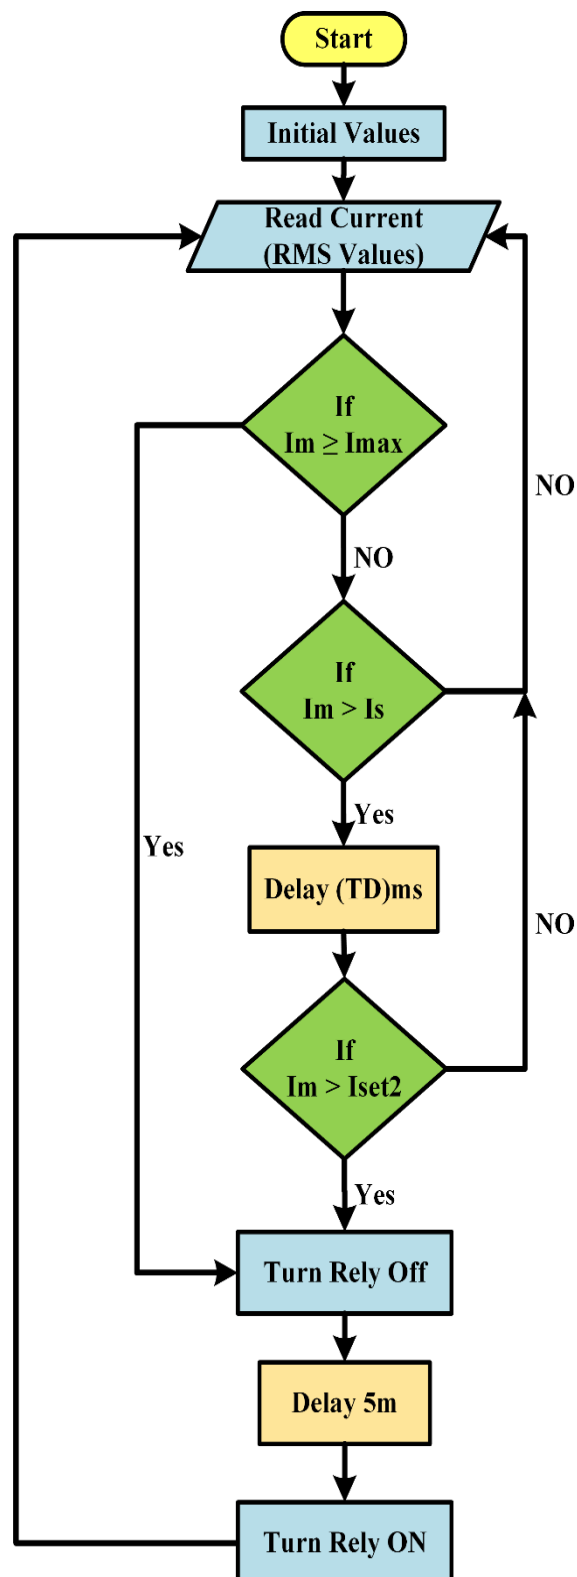 Start
Initial Values
Read Current
(RMS Values)
If
Im ≥ Imax
NO
NO
If
Im > Is
Yes
Yes
Delay (TD)ms
NO
If
Im > Iset2
Yes
Turn Rely Off
Delay 5m
Turn Rely ON